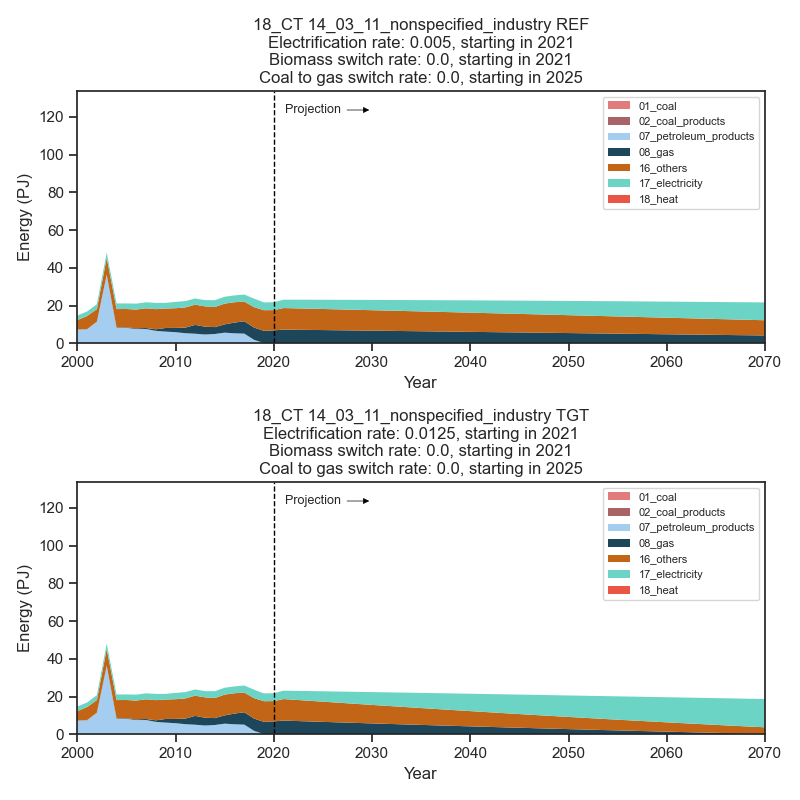 18_CT 14_03_11_nonspecified_industry REF
Electrification rate: 0.005, starting in 2021
Biomass switch rate: 0.0, starting in 2021
Coal to gas switch rate: 0.0, starting in 2025
Projection
01_coal
02_coal_products
07_petroleum_products
08_gas
16_others
17_electricity
18_heat
Energy (PJ)
120
100
80
60
40
20
0
2000 2010 2020 2030 2040 2050 2060 2070
Year
18_CT 14_03_11_nonspecified_industry TGT
Electrification rate: 0.0125, starting in 2021
Biomass switch rate: 0.0, starting in 2021
Coal to gas switch rate: 0.0, starting in 2025
Projection
01_coal
02_coal_products
07_petroleum_products
08_gas
16_others
17_electricity
18_heat
Energy (PJ)
120
100
80
60
40
20
0
2000 2010 2020 2030 2040 2050 2060 2070
Year